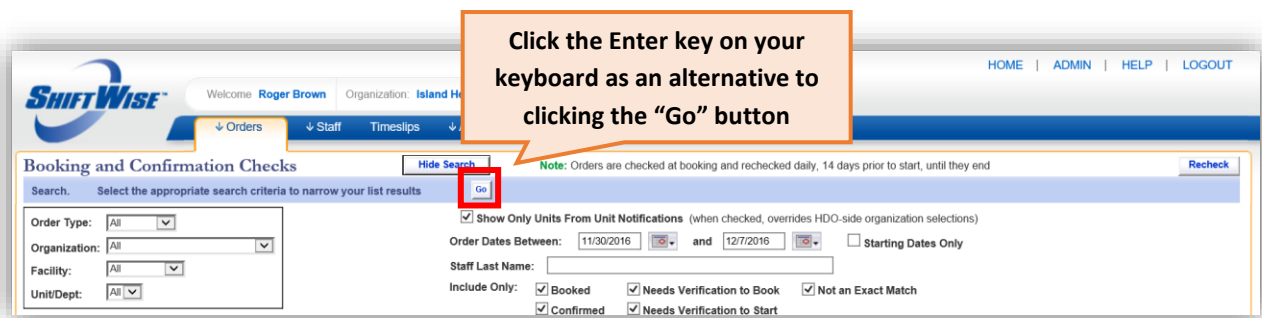 Click the Enter key on your
keyboard as an alternative to
clicking the “Go” button
HOME | ADMIN | HELP | LOGOUT
SHIFTWISE™
Welcome Roger Brown Organization: Island He
↓ Orders ↓ Staff Timeslips ↓
Booking and Confirmation Checks Hide Search Note: Orders are checked at booking and rechecked daily, 14 days prior to start, until they end Recheck
Search. Select the appropriate search criteria to narrow your list results Go
Order Type: All
Organization: All
Facility: All
Unit/Dept: All
Show Only Units From Unit Notifications (when checked, overrides HDO-side organization selections)
Order Dates Between: 11/30/2016 and 12/7/2016 Starting Dates Only
Staff Last Name:
Include Only: Booked Needs Verification to Book Not an Exact Match
Confirmed Needs Verification to Start